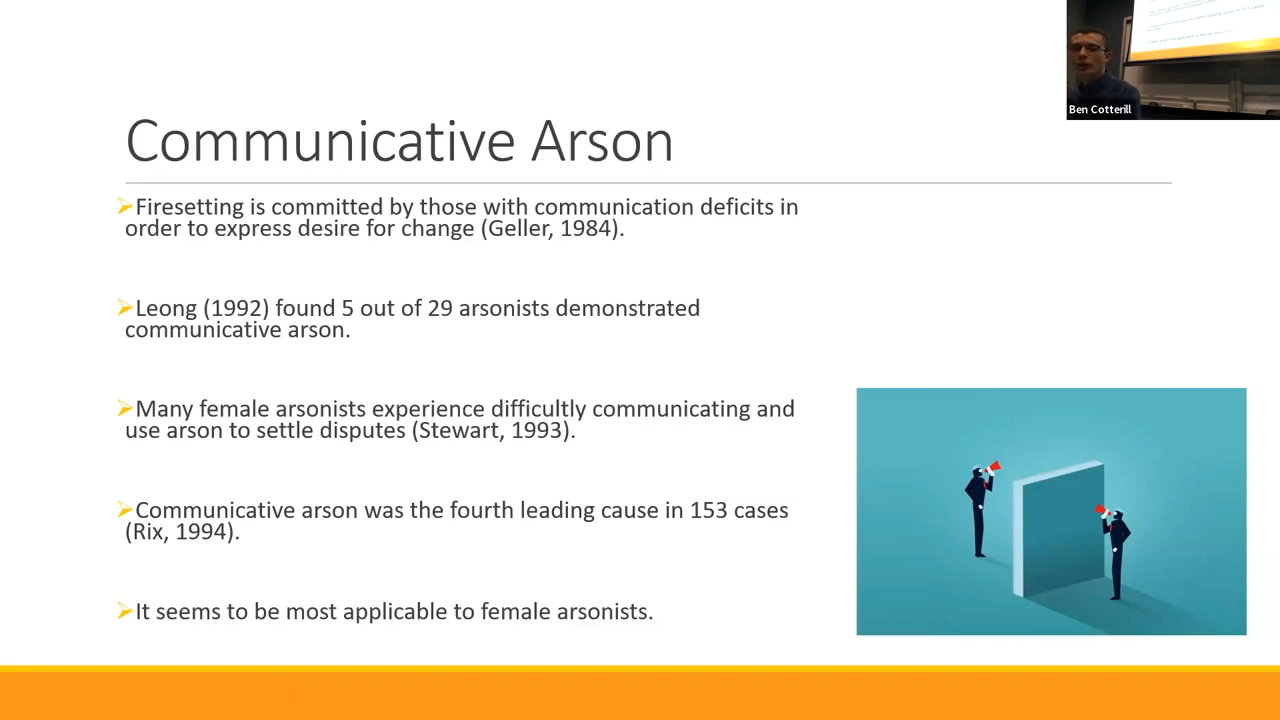 Ben Cotterill
Communicative Arson
Firesetting is committed by those with communication deficits in
order to express desire for change (Geller, 1984).
Leong (1992) found 5 out of 29 arsonists demonstrated
communicative arson.
Many female arsonists experience difficultly communicating and
use arson to settle disputes (Stewart, 1993).
Communicative arson was the fourth leading cause in 153 cases
(Rix, 1994).
It seems to be most applicable to female arsonists.